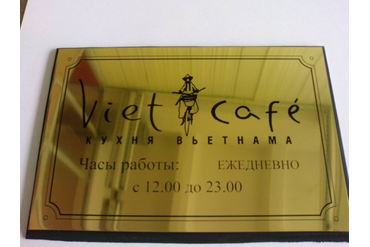 Viet Café
КУХНЯ ВЬЕТНАМА
Часы работы: ЕЖЕДНЕВНО
с 12.00 до 23.00